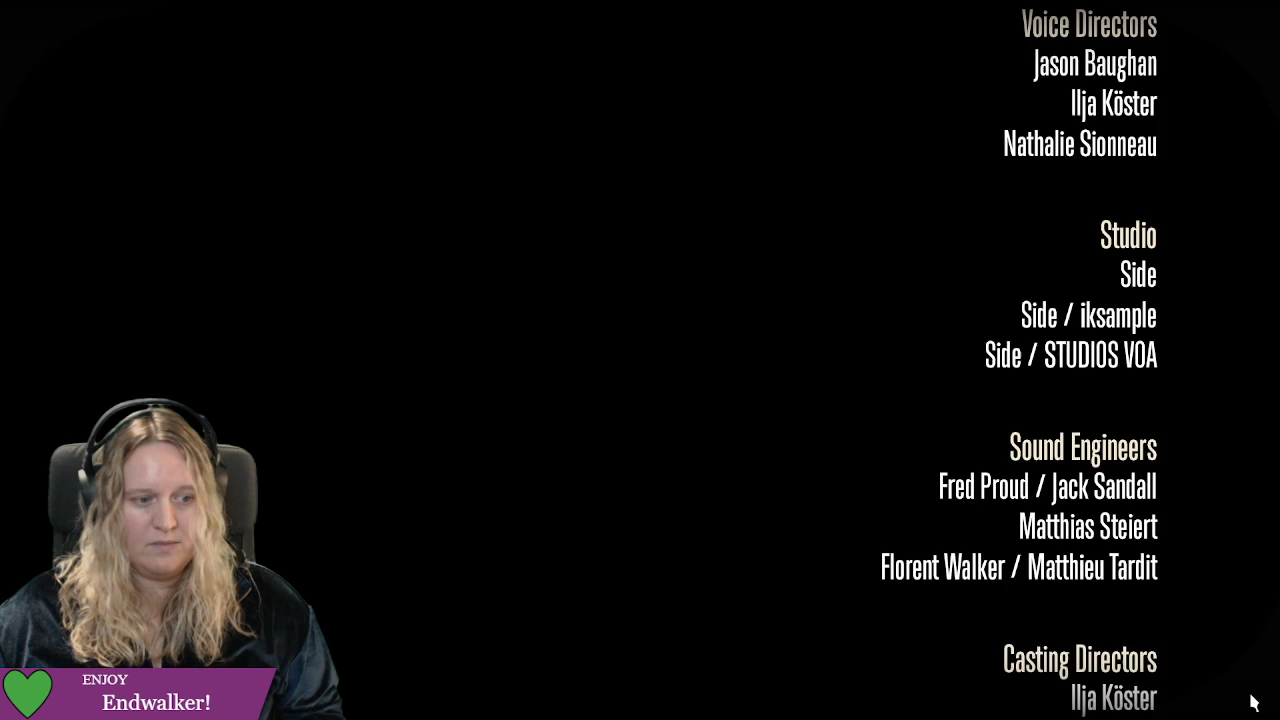 Voice Directors
Jason Baughan
Ilja Köster
Nathalie Sionneau
Studio
Side
Side / iksample
Side / STUDIOS VOA
Sound Engineers
Fred Proud / Jack Sandall
Matthias Steiert
Florent Walker / Matthieu Tardit
Casting Directors
Ilja Köster
ENJOY
Endwalker!